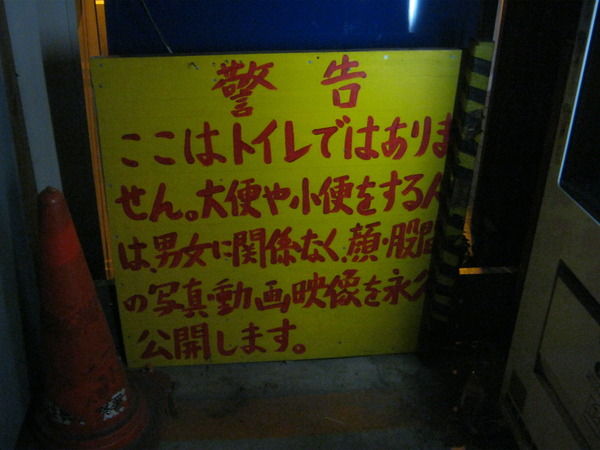 警告
ここはトイレではありま
せん。大便や小便をする人
は、男女に関係なく、顔・股
の写真・動画映像を永久
公開します。